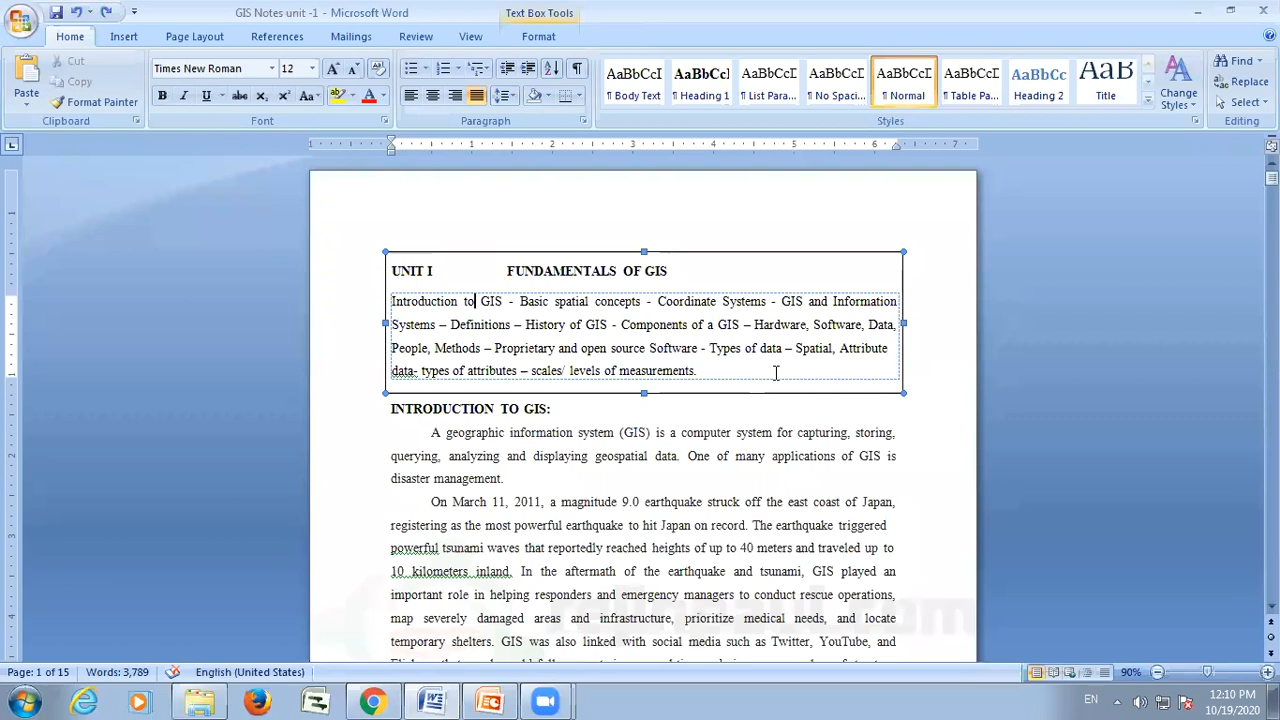 GIS Notes unit -1 - Microsoft Word
Text Box Tools
Home Insert Page Layout References Mailings Review View Format
Paste
Cut
Copy
Format Painter
Clipboard
Times New Roman 12
Font
Paragraph
AaBbCcI AaBbCcI AaBbCcI AaBbCcI AaBbCcI AaBbCcI AaBbCcI AaB
¶ Body Text ¶ Heading 1 ¶ List Para... ¶ No Spaci... ¶ Normal ¶ Table Pa... Heading 2 Title
Change Styles
Styles
Find
Replace
Select
Editing
UNIT I FUNDAMENTALS OF GIS
Introduction to GIS - Basic spatial concepts - Coordinate Systems - GIS and Information
Systems – Definitions – History of GIS - Components of a GIS – Hardware, Software, Data,
People, Methods – Proprietary and open source Software - Types of data – Spatial, Attribute
data- types of attributes – scales/ levels of measurements.
INTRODUCTION TO GIS:
A geographic information system (GIS) is a computer system for capturing, storing,
querying, analyzing and displaying geospatial data. One of many applications of GIS is
disaster management.
On March 11, 2011, a magnitude 9.0 earthquake struck off the east coast of Japan,
registering as the most powerful earthquake to hit Japan on record. The earthquake triggered
powerful tsunami waves that reportedly reached heights of up to 40 meters and traveled up to
10 kilometers inland. In the aftermath of the earthquake and tsunami, GIS played an
important role in helping responders and emergency managers to conduct rescue operations,
map severely damaged areas and infrastructure, prioritize medical needs, and locate
temporary shelters. GIS was also linked with social media such as Twitter, YouTube, and
Page: 1 of 15 Words: 3,789 English (United States) 90%
EN 12:10 PM
10/19/2020